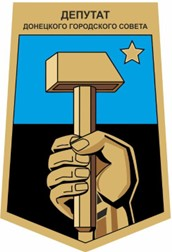 ДЕПУТАТ
ДОНЕЦКОГО ГОРОДСКОГО СОВЕТА